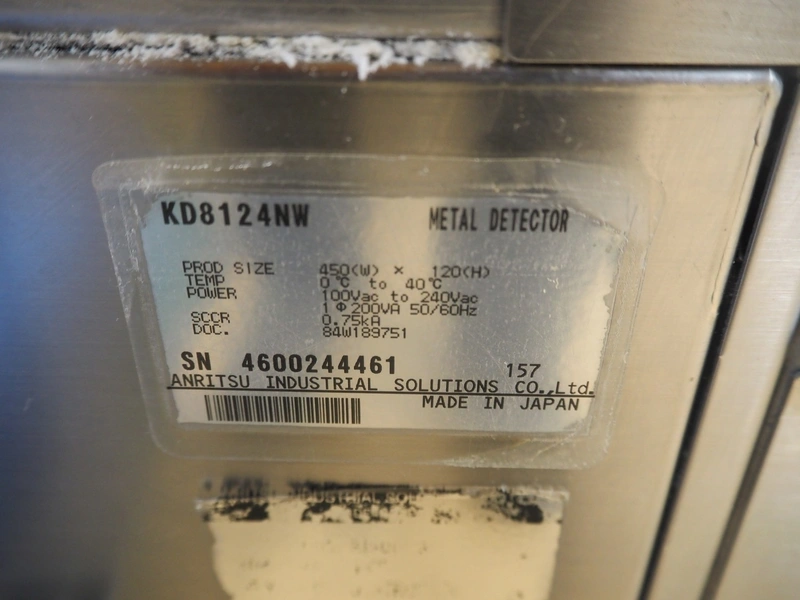 KD8124NW METAL DETECTOR
PROD SIZE 450(W) × 120(H)
TEMP 0℃ to 40℃
POWER 100Vac to 240Vac
1Φ200VA 50/60Hz
SCCR 0.75kA
DOC. 84W189751
SN 4600244461 157
ANRITSU INDUSTRIAL SOLUTIONS CO.,Ltd.
MADE IN JAPAN